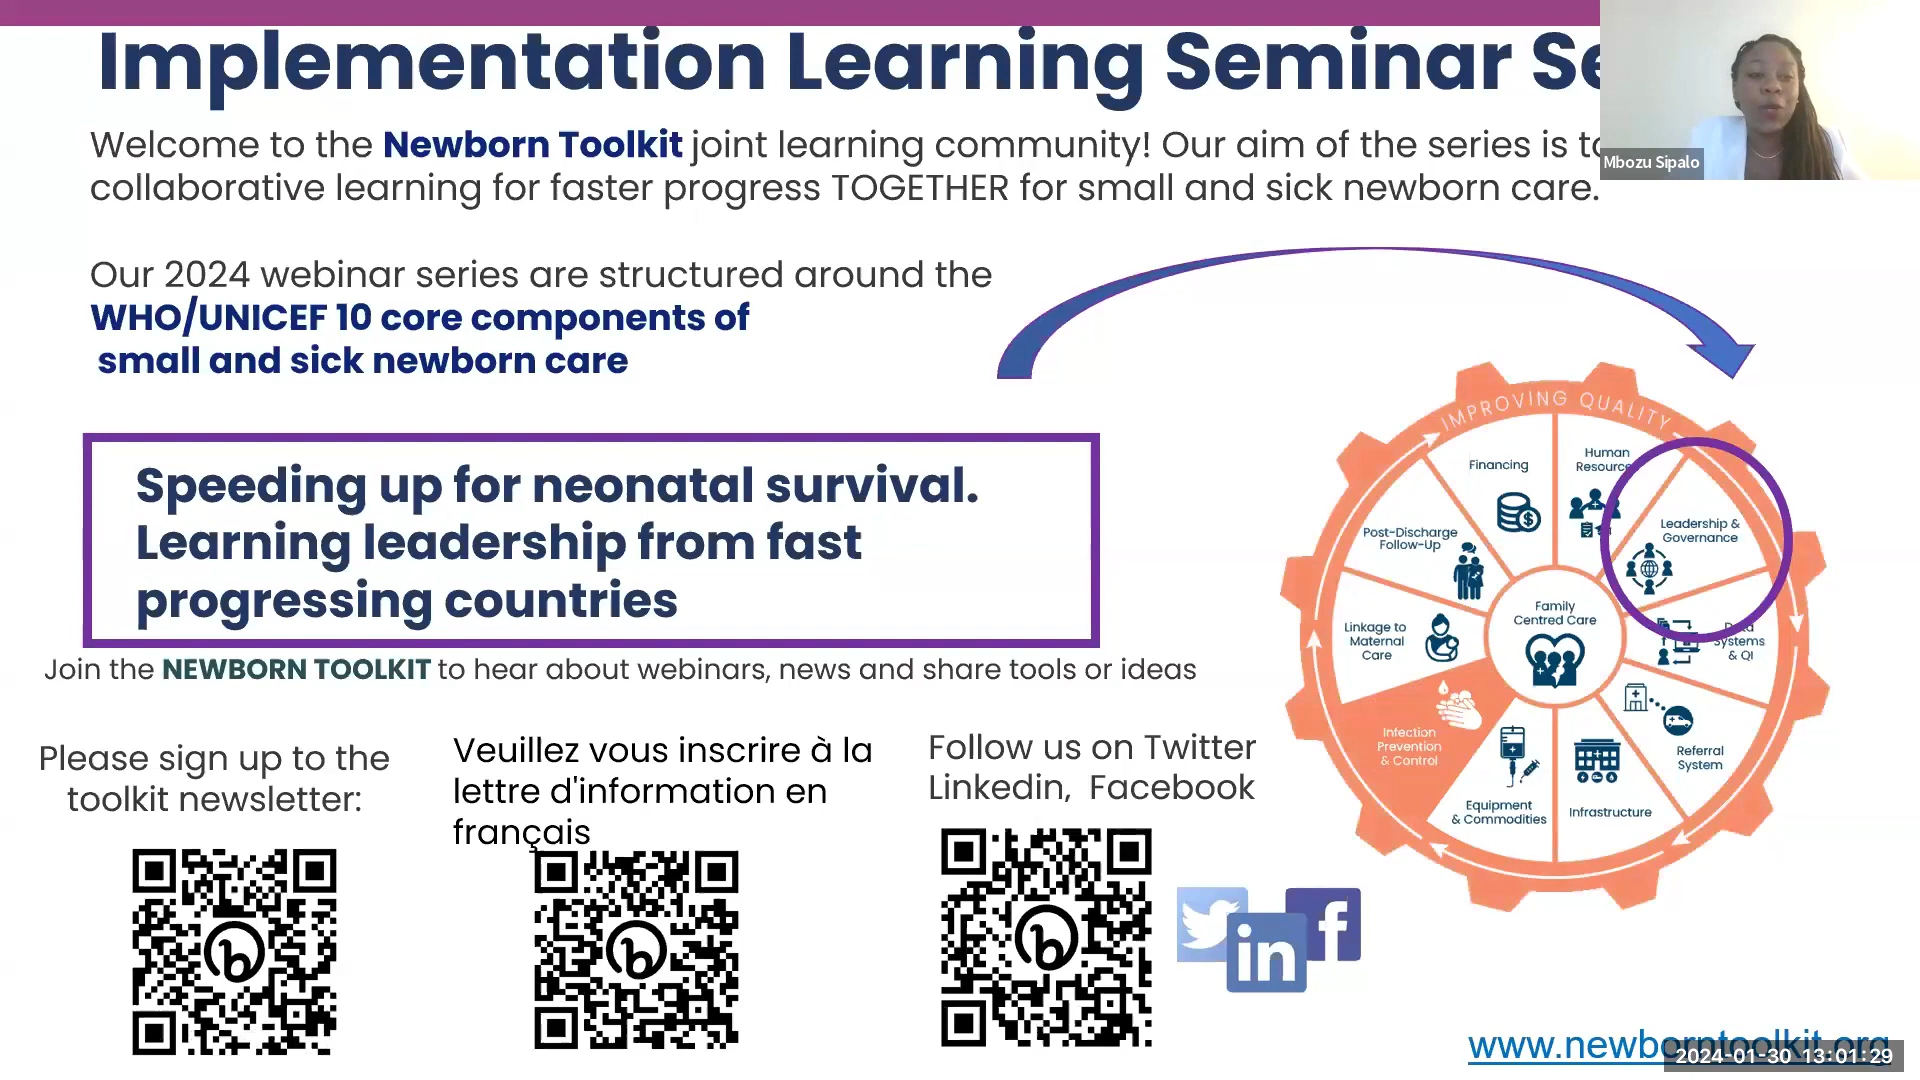 Implementation Learning Seminar Se
Welcome to the Newborn Toolkit joint learning community! Our aim of the series is to
collaborative learning for faster progress TOGETHER for small and sick newborn care.
Mbozu Sipalo
Our 2024 webinar series are structured around the
WHO/UNICEF 10 core components of
small and sick newborn care
Speeding up for neonatal survival.
Learning leadership from fast
progressing countries
IMPROVING QUALITY
Financing
Human
Resources
Leadership &
Governance
Post-Discharge
Follow-Up
Family
Centred Care
Linkage to
Maternal
Care
Data
Systems
& QI
Infection
Prevention
& Control
Referral
System
Equipment
& Commodities
Infrastructure
Join the NEWBORN TOOLKIT to hear about webinars, news and share tools or ideas
Please sign up to the
toolkit newsletter:
Veuillez vous inscrire à la
lettre d'information en
français
Follow us on Twitter
Linkedin, Facebook
in
f
www.newborntoolkit.org
2024-01-30 13:01:29